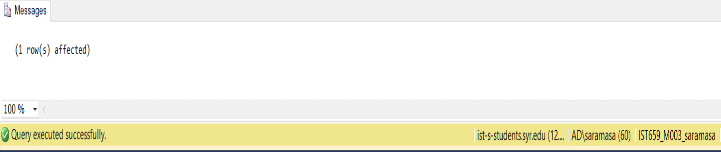 Messages
(1 row(s) affected)
100 %
Query executed successfully.
ist-s-students.syr.edu (12... AD\saramasa (60) IST659_M003_saramasa